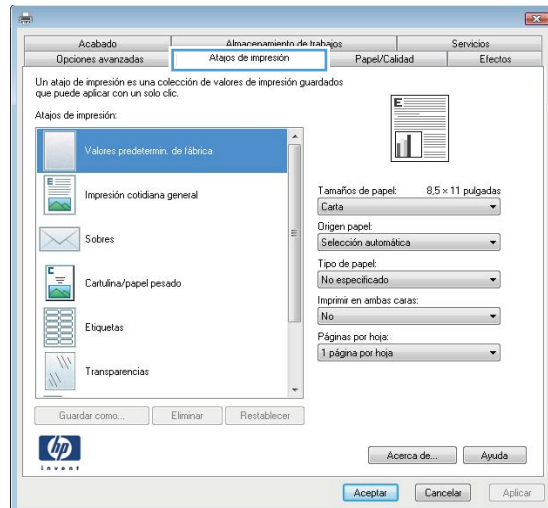 Acabado
Almacenamiento de trabajos
Servicios
Opciones avanzadas
Atajos de impresión
Papel/Calidad
Efectos
Un atajo de impresión es una colección de valores de impresión guardados
que puede aplicar con un solo clic.
Atajos de impresión:
Valores predetermin. de fábrica
Impresión cotidiana general
Sobres
Cartulina/papel pesado
Etiquetas
Transparencias
E
E
C
Tamaños de papel: 8,5 × 11 pulgadas
Carta
Origen papel:
Selección automática
Tipo de papel:
No especificado
Imprimir en ambas caras:
No
Páginas por hoja:
1 página por hoja
Guardar como...
Eliminar
Restablecer
hp
invent
Acerca de...
Ayuda
Aceptar
Cancelar
Aplicar